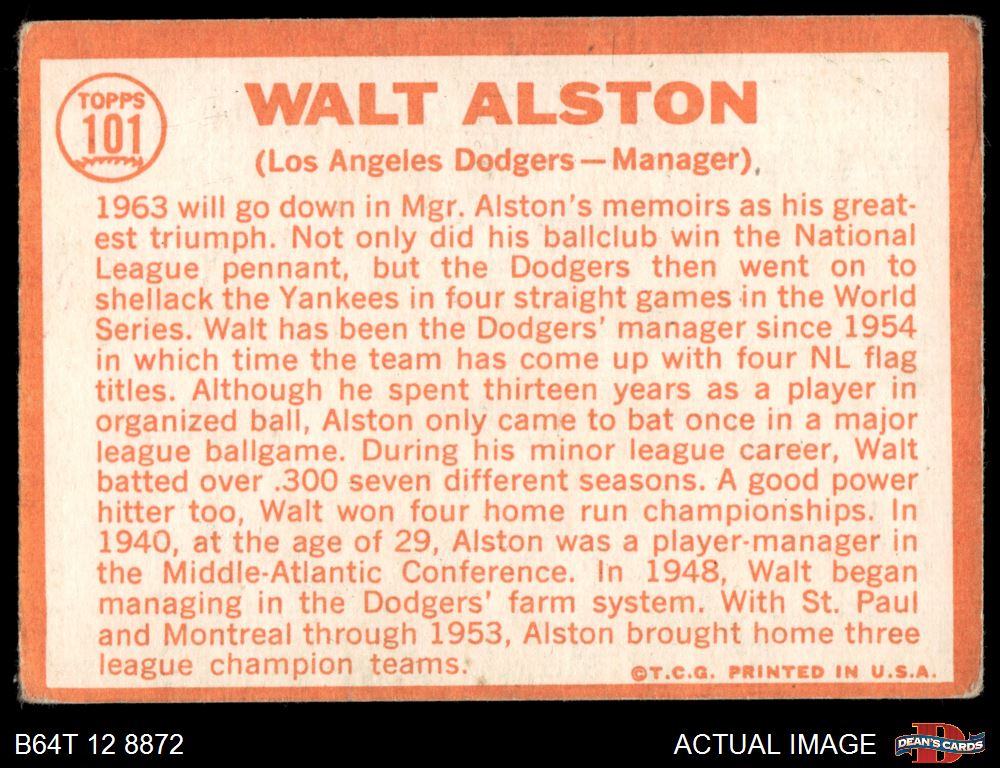 TOPPS
101
WALT ALSTON
(Los Angeles Dodgers — Manager)
1963 will go down in Mgr. Alston's memoirs as his great-
est triumph. Not only did his ballclub win the National
League pennant, but the Dodgers then went on to
shellack the Yankees in four straight games in the World
Series. Walt has been the Dodgers' manager since 1954
in which time the team has come up with four NL flag
titles. Although he spent thirteen years as a player in
organized ball, Alston only came to bat once in a major
league ballgame. During his minor league career, Walt
batted over .300 seven different seasons. A good power
hitter too, Walt won four home run championships. In
1940, at the age of 29, Alston was a player-manager in
the Middle-Atlantic Conference. In 1948, Walt began
managing in the Dodgers' farm system. With St. Paul
and Montreal through 1953, Alston brought home three
league champion teams.
©T.C.G. PRINTED IN U.S.A.
B64T 12 8872
ACTUAL IMAGE
D
DEAN'S CARDS